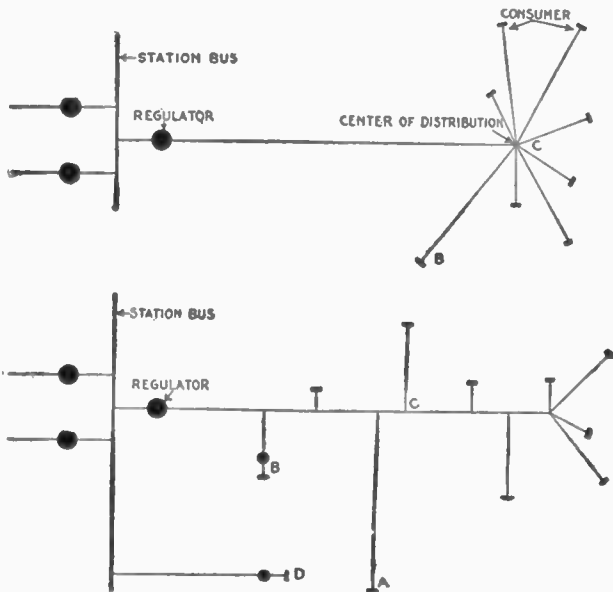 CONSUMER
STATION BUS
REGULATOR
CENTER OF DISTRIBUTION
C
B
STATION BUS
REGULATOR
C
B
D
A